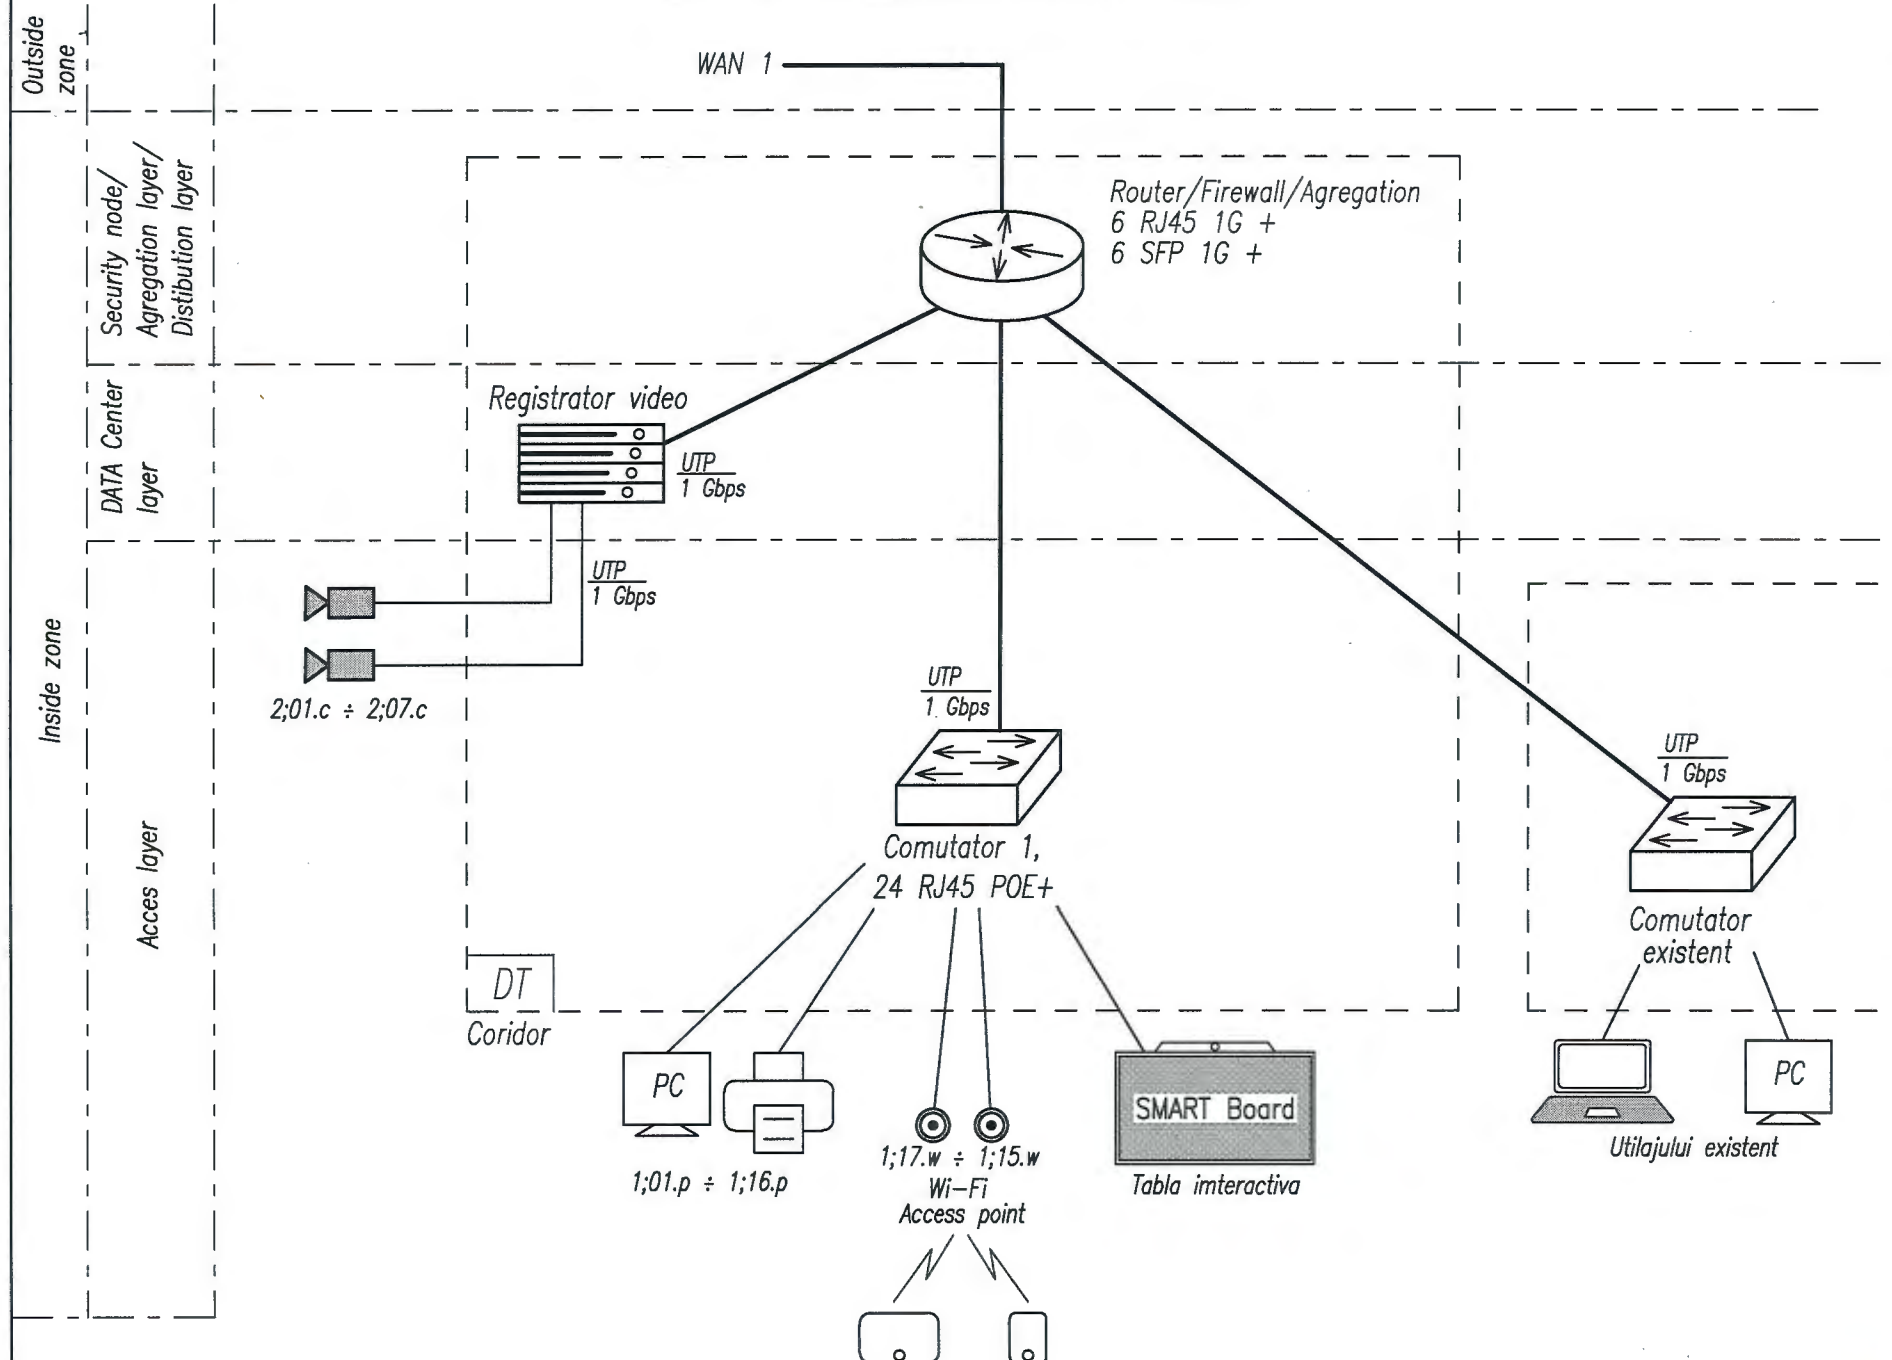 Outside
zone
WAN 1
Security node/
Agregation layer/
Distibution layer
Router/Firewall/Agregation
6 RJ45 1G +
6 SFP 1G +
DATA Center
layer
Registrator video
UTP
1 Gbps
Inside zone
Acces layer
UTP
1 Gbps
2;01.c ÷ 2;07.c
UTP
1 Gbps
UTP
1 Gbps
Comutator 1,
24 RJ45 POE+
Comutator
existent
DT
Coridor
PC
SMART Board
PC
1;01.p ÷ 1;16.p
1;17.w ÷ 1;15.w
Wi-Fi
Access point
Tabla imteractiva
Utilajului existent